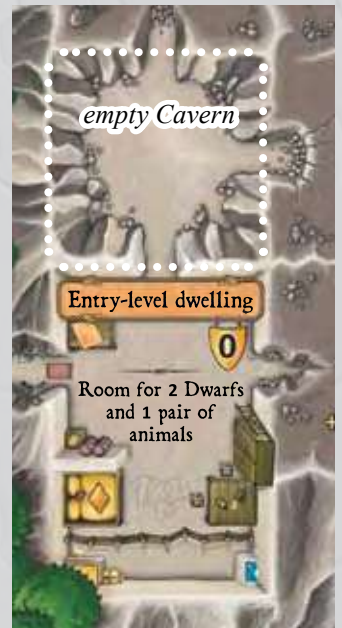 empty Cavern
Entry-level dwelling
0
Room for 2 Dwarfs
and 1 pair of
animals